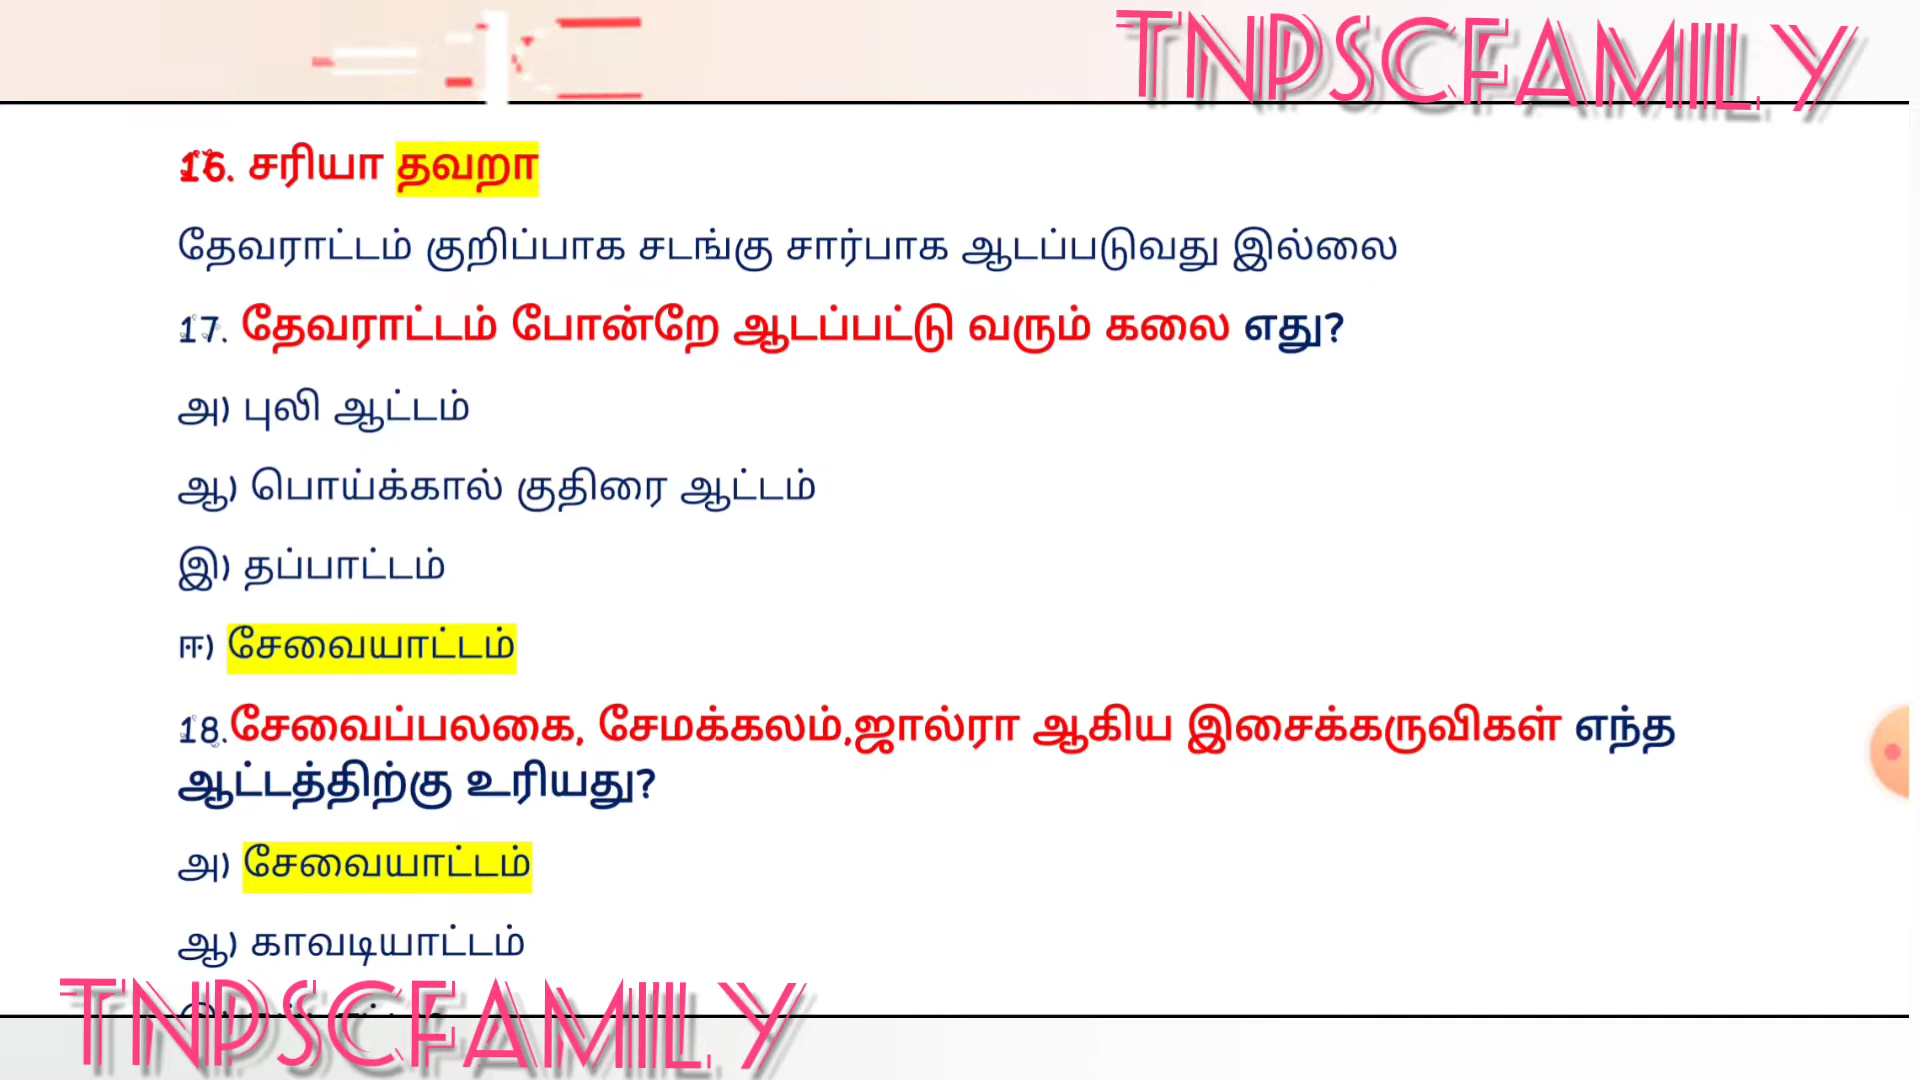 TNPSCFAMILY
16. சரியா தவறா
தேவராட்டம் குறிப்பாக சடங்கு சார்பாக ஆடப்படுவது இல்லை
17. தேவராட்டம் போன்றே ஆடப்பட்டு வரும் கலை எது?
அ) புலி ஆட்டம்
ஆ) பொய்க்கால் குதிரை ஆட்டம்
இ) தப்பாட்டம்
ஈ) சேவையாட்டம்
18.சேவைப்பலகை, சேமக்கலம்,ஜால்ரா ஆகிய இசைக்கருவிகள் எந்த
ஆட்டத்திற்கு உரியது?
அ) சேவையாட்டம்
ஆ) காவடியாட்டம்
TNPSCFAMILY